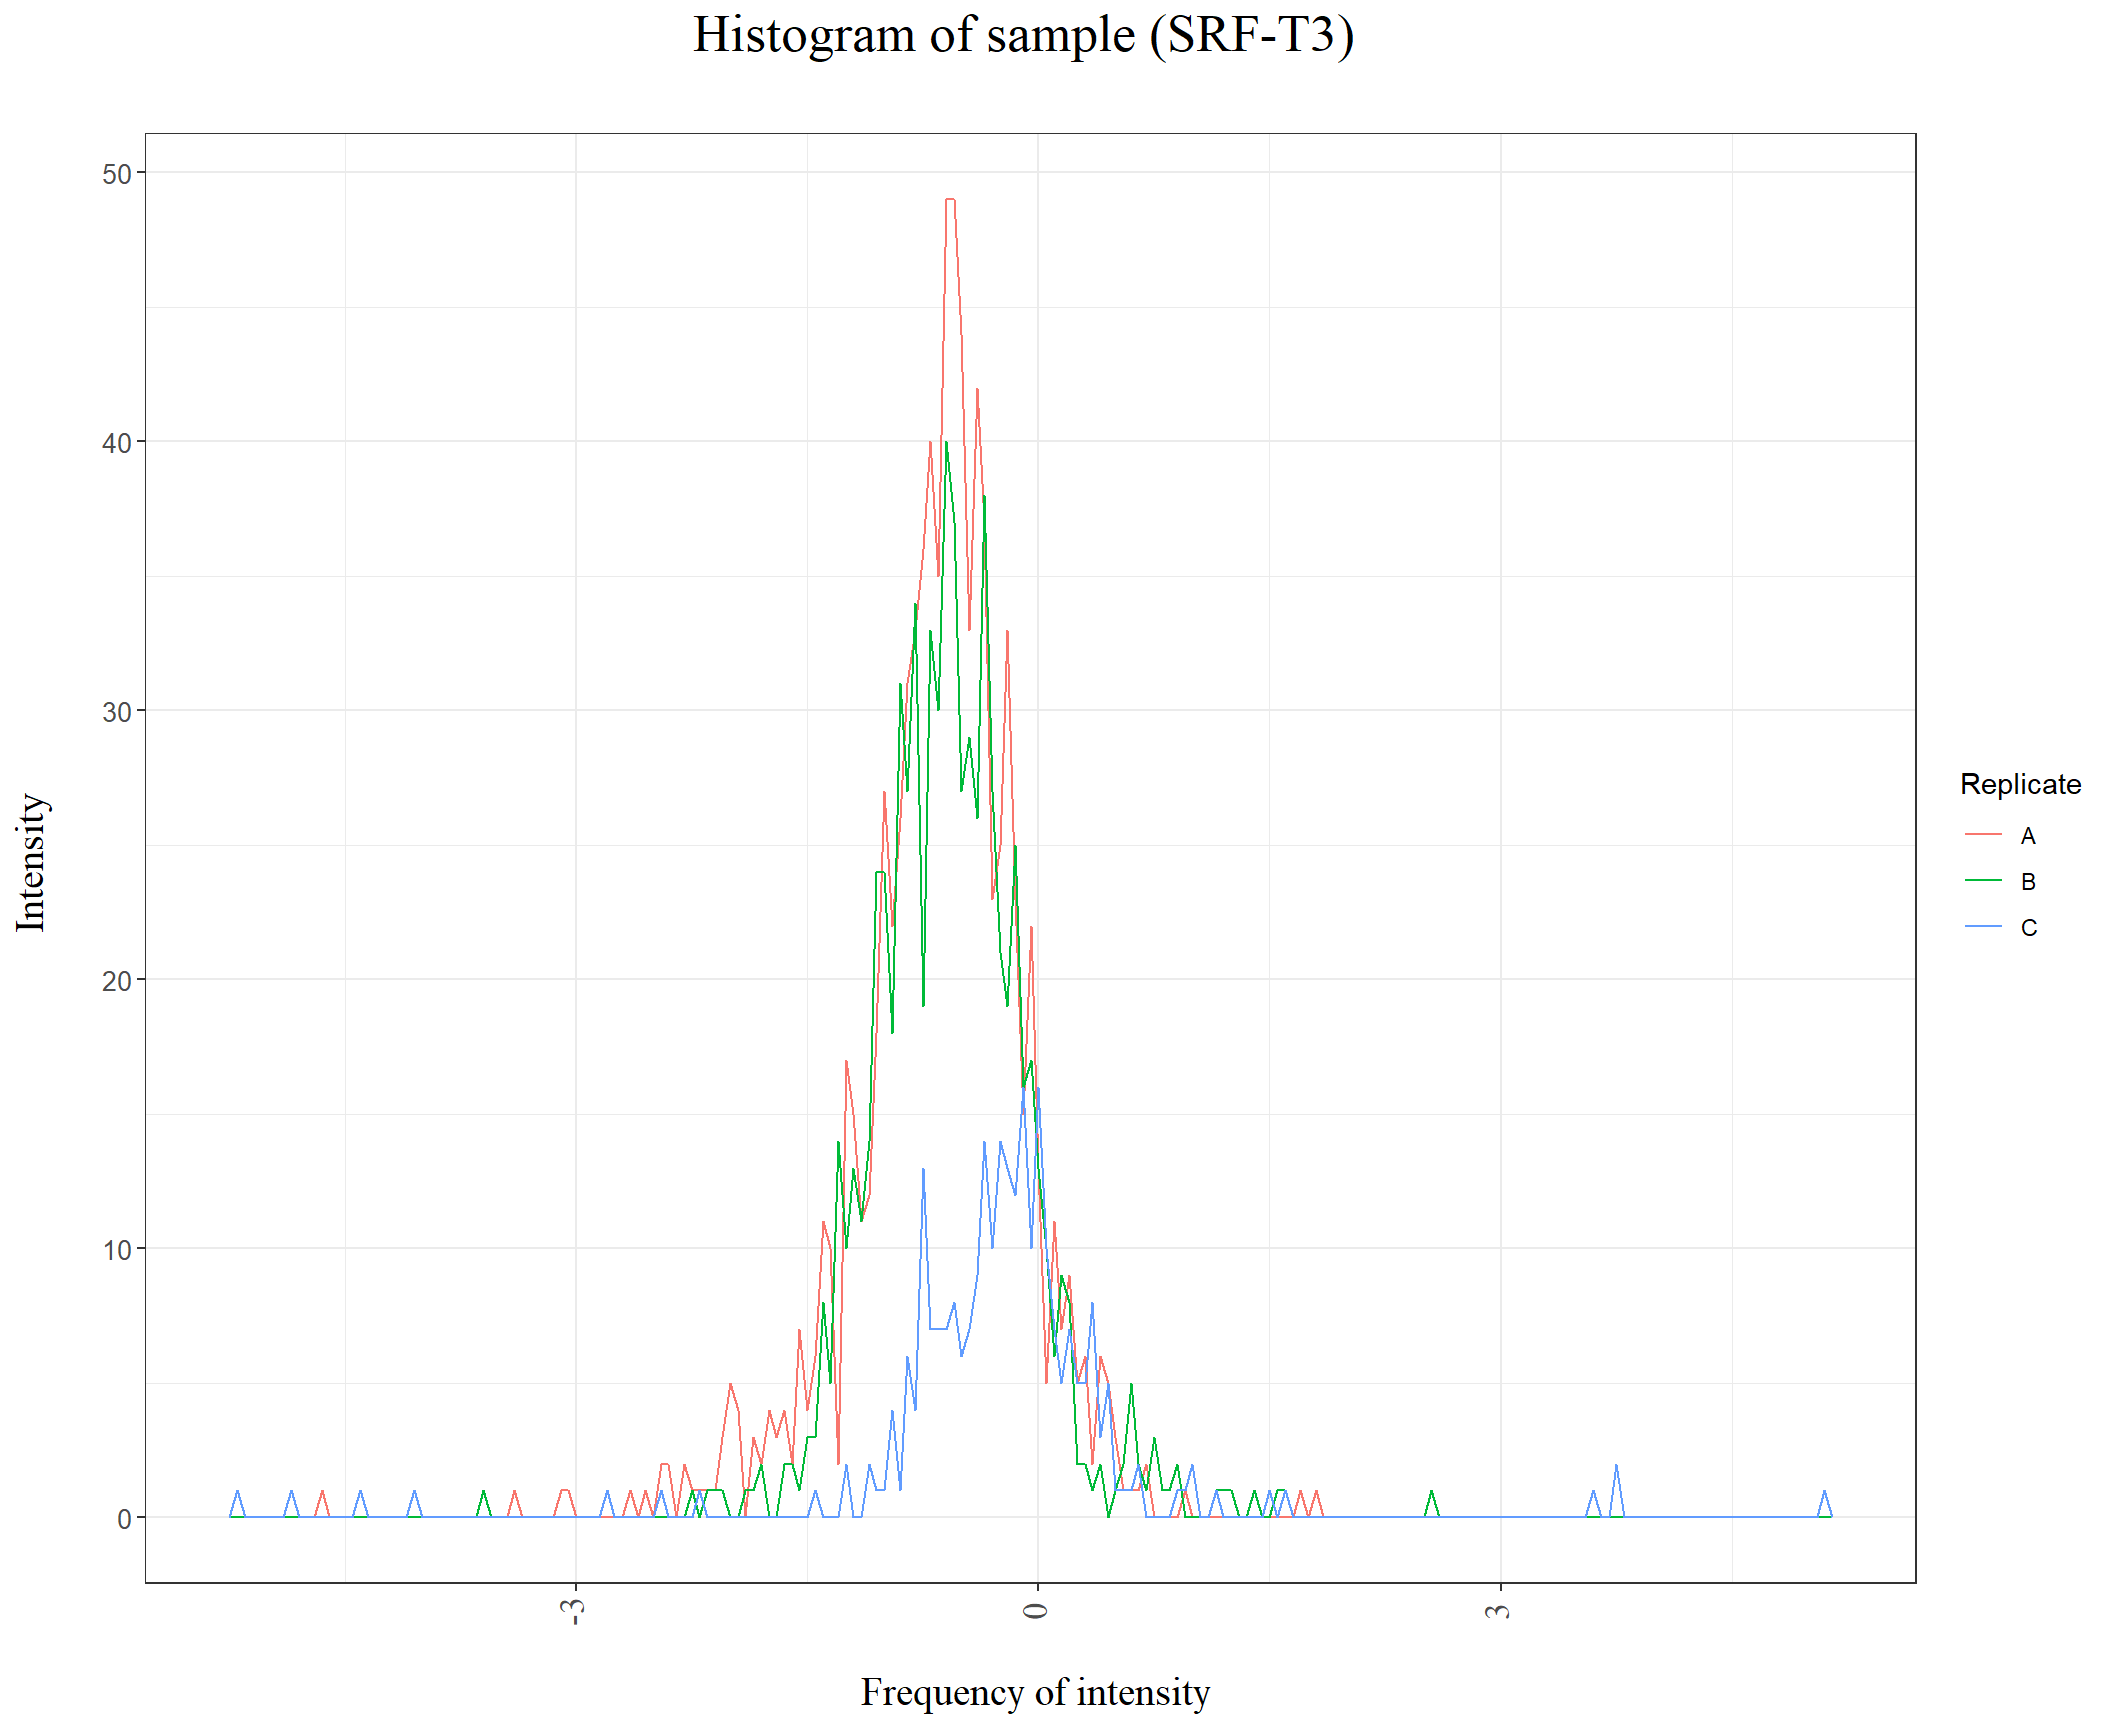 Histogram of sample (SRF-T3)
50
40
30
20
10
0
Intensity
-3
0
3
Frequency of intensity
Replicate
A
B
C